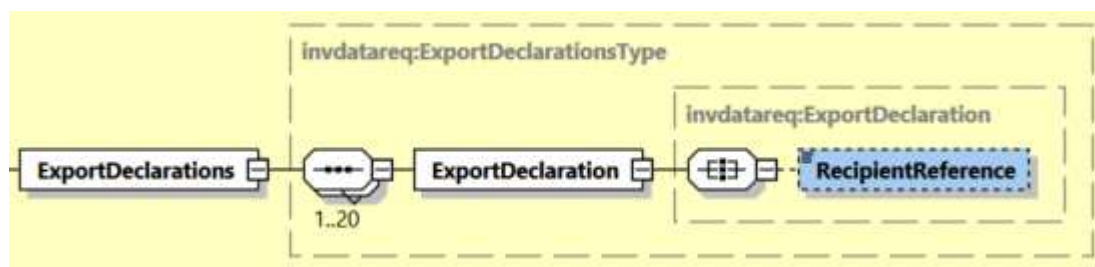 invdatareq:ExportDeclarationsType
invdatareq:ExportDeclaration
ExportDeclarations
ExportDeclaration
RecipientReference
1..20